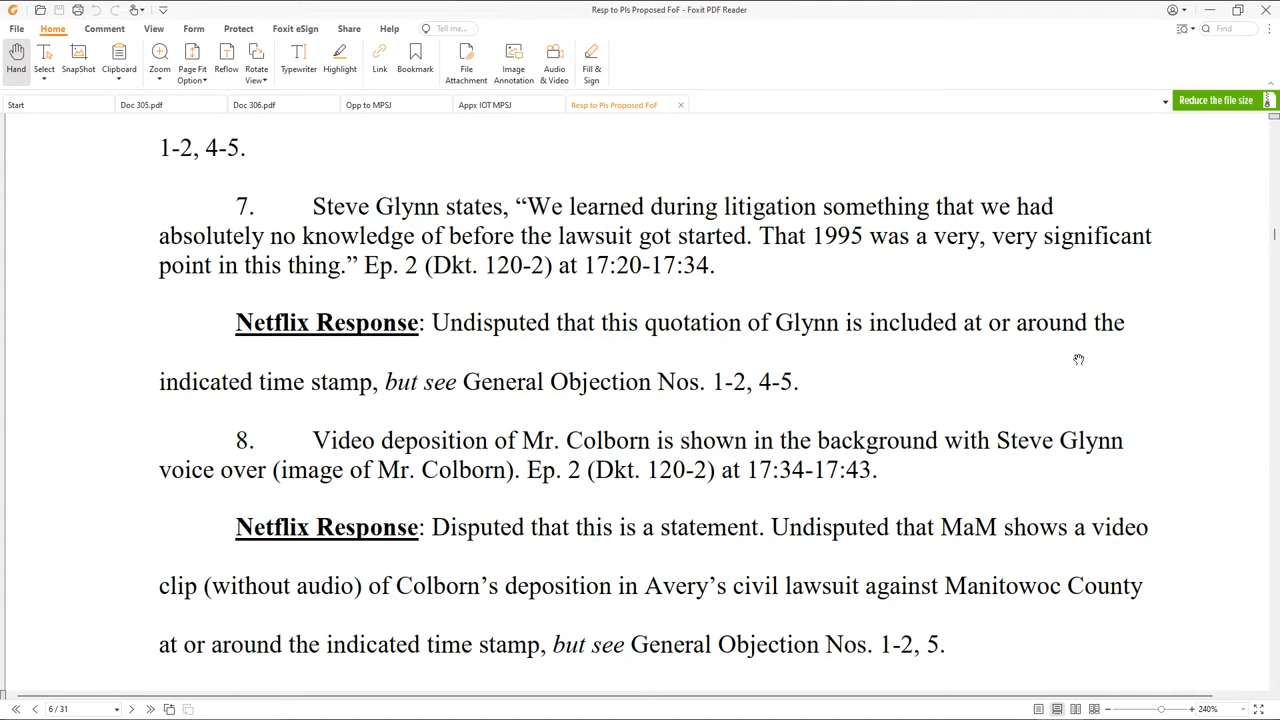 Resp to Pls Proposed FoF - Foxit PDF Reader
File Home Comment View Form Protect Foxit eSign Share Help Tell me... Find
Hand Select SnapShot Clipboard Zoom Page Fit Option Reflow Rotate View Typewriter Highlight Link Bookmark File Attachment Image Annotation Audio & Video Fill & Sign
Start Doc 305.pdf Doc 306.pdf Opp to MPSJ Appx IOT MPSJ Resp to Pls Proposed FoF Reduce the file size
1-2, 4-5.
7. Steve Glynn states, “We learned during litigation something that we had
absolutely no knowledge of before the lawsuit got started. That 1995 was a very, very significant
point in this thing.” Ep. 2 (Dkt. 120-2) at 17:20-17:34.
Netflix Response: Undisputed that this quotation of Glynn is included at or around the
indicated time stamp, but see General Objection Nos. 1-2, 4-5.
8. Video deposition of Mr. Colborn is shown in the background with Steve Glynn
voice over (image of Mr. Colborn). Ep. 2 (Dkt. 120-2) at 17:34-17:43.
Netflix Response: Disputed that this is a statement. Undisputed that MaM shows a video
clip (without audio) of Colborn’s deposition in Avery’s civil lawsuit against Manitowoc County
at or around the indicated time stamp, but see General Objection Nos. 1-2, 5.
6 / 31 240%